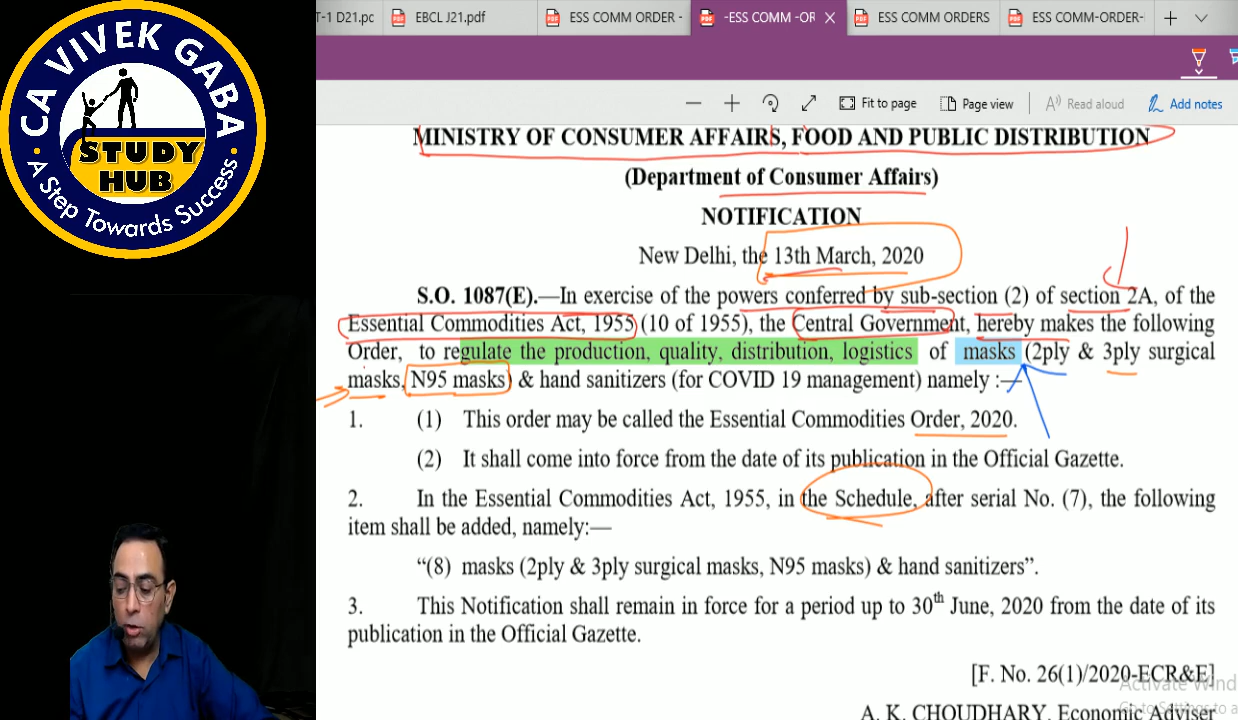 CA VIVEK GABA
STUDY
HUB
• A Step Towards Success •
T-1 D21.pc
EBCL J21.pdf
ESS COMM ORDER -
-ESS COMM -OR
ESS COMM ORDERS
ESS COMM-ORDER-
Fit to page
Page view
Read aloud
Add notes
MINISTRY OF CONSUMER AFFAIRS, FOOD AND PUBLIC DISTRIBUTION
(Department of Consumer Affairs)
NOTIFICATION
New Delhi, the 13th March, 2020
S.O. 1087(E).—In exercise of the powers conferred by sub-section (2) of section 2A, of the
Essential Commodities Act, 1955 (10 of 1955), the Central Government, hereby makes the following
Order, to regulate the production, quality, distribution, logistics of masks (2ply & 3ply surgical
masks, N95 masks) & hand sanitizers (for COVID 19 management) namely :—
1. (1) This order may be called the Essential Commodities Order, 2020.
(2) It shall come into force from the date of its publication in the Official Gazette.
2. In the Essential Commodities Act, 1955, in the Schedule, after serial No. (7), the following
item shall be added, namely:—
“(8) masks (2ply & 3ply surgical masks, N95 masks) & hand sanitizers”.
3. This Notification shall remain in force for a period up to 30th June, 2020 from the date of its
publication in the Official Gazette.
[F. No. 26(1)/2020-ECR&E]
Activate Wind
Go to Settings to a
A. K. CHOUDHARY, Economic Adviser